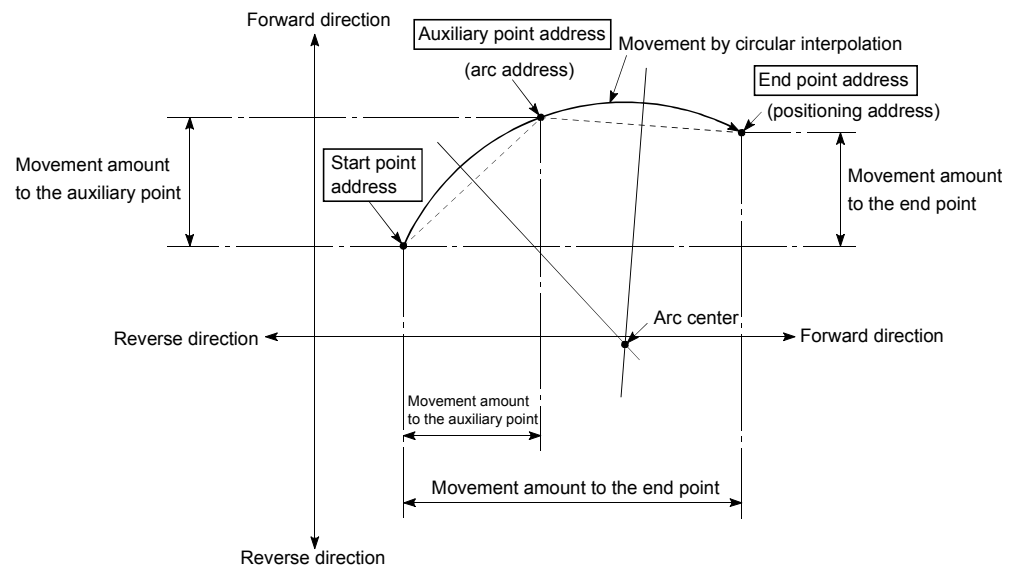 Forward direction
Auxiliary point address
Movement by circular interpolation
(arc address)
End point address
(positioning address)
Movement amount
to the auxiliary point
Start point
address
Movement amount
to the end point
Arc center
Reverse direction
Forward direction
Movement amount
to the auxiliary point
Movement amount to the end point
Reverse direction